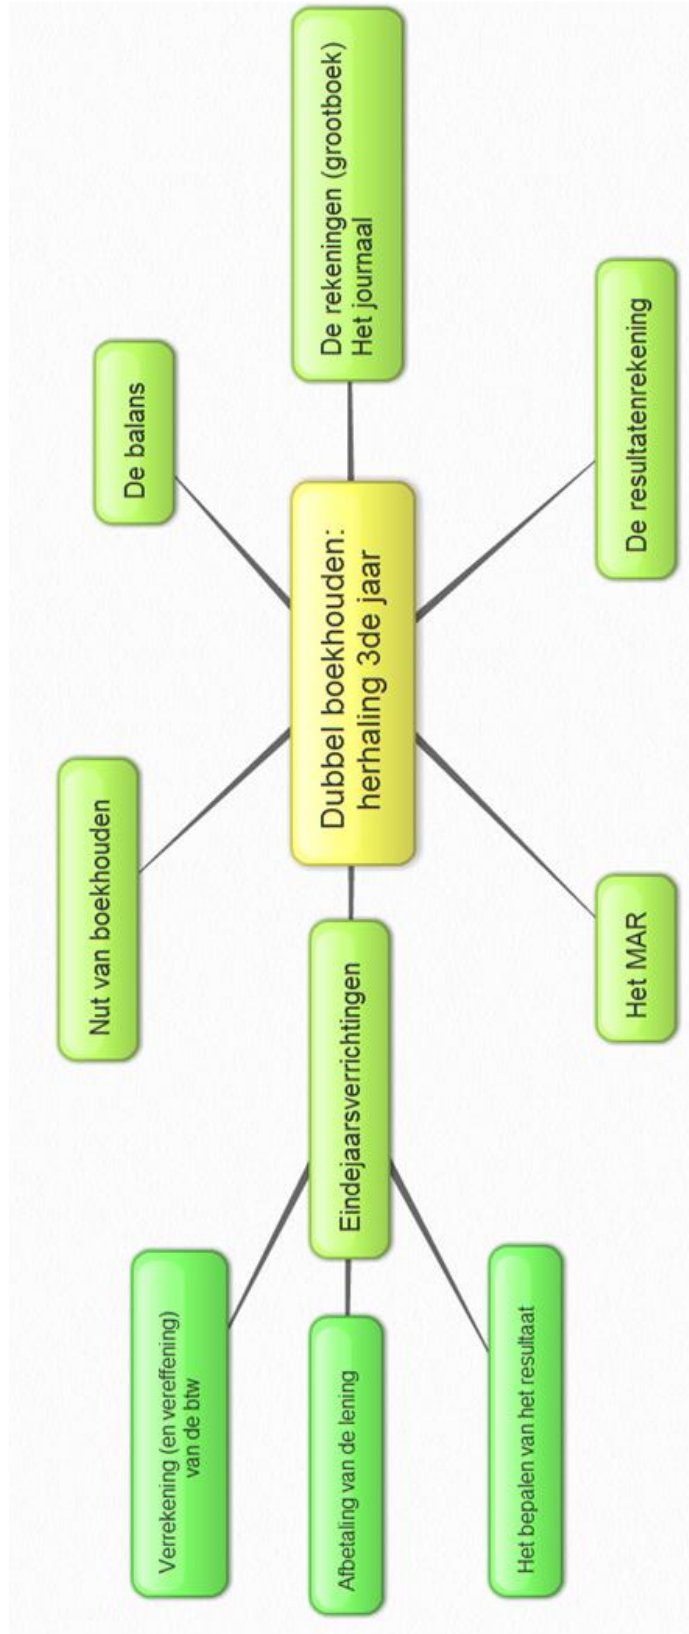 Nut van boekhouden
De balans
De rekeningen (grootboek)
Het journaal
Dubbel boekhouden:
herhaling 3de jaar
De resultatenrekening
Het MAR
Eindejaarsverrichtingen
Verrekening (en vereffening)
van de btw
Afbetaling van de lening
Het bepalen van het resultaat